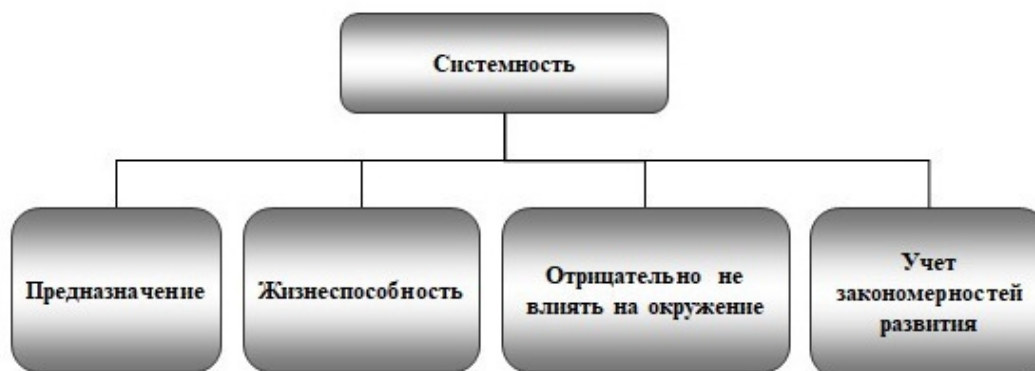 Системность
Предназначение
Жизнеспособность
Отрицательно не
влиять на окружение
Учет
закономерностей
развития